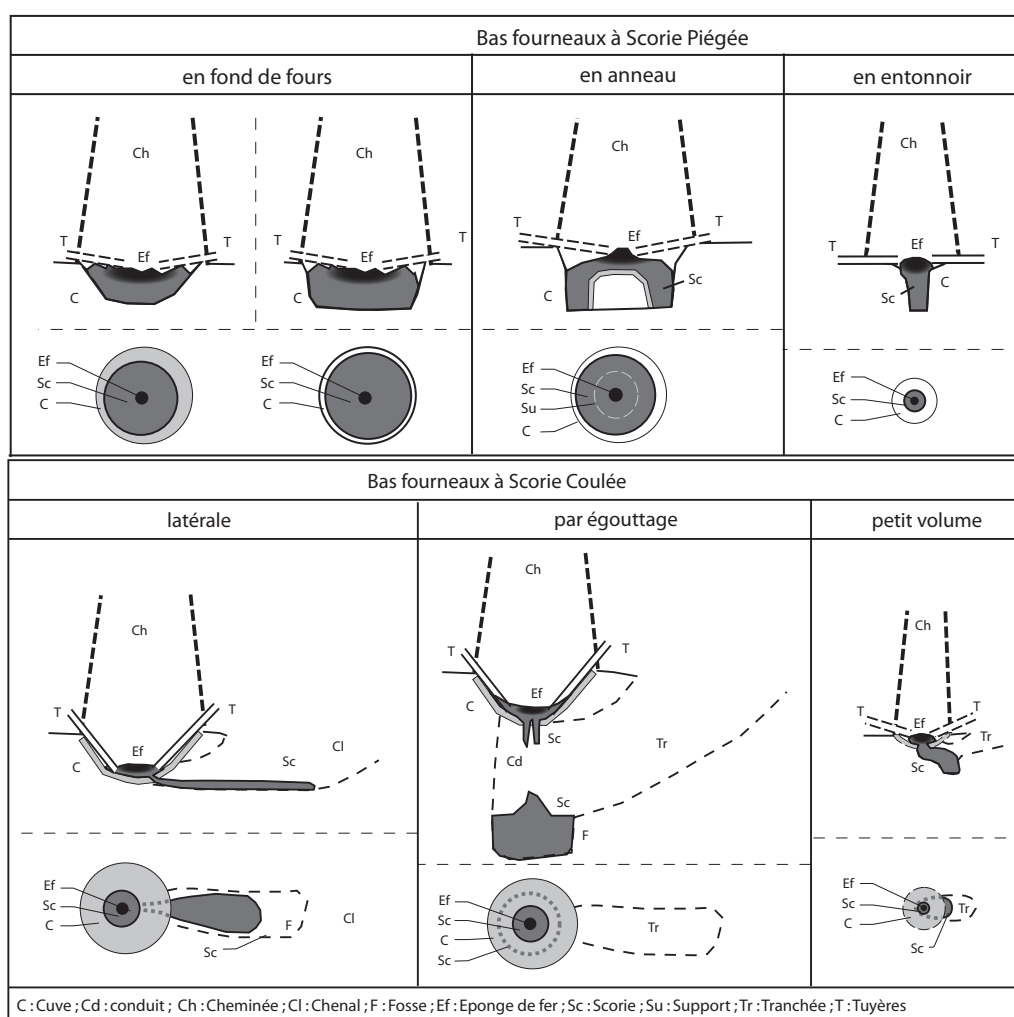 Bas fourneaux à Scorie Piégée
en fond de fours
en anneau
en entonnoir
Ch
Ch
Ch
Ch
T
Ef
T
Ef
T
T
Ef
T
T
Ef
T
C
C
C
Sc
Sc
C
Ef
Sc
C
Ef
Sc
C
Ef
Sc
Su
C
Ef
Sc
C
Bas fourneaux à Scorie Coulée
latérale
par égouttage
petit volume
Ch
T
T
Ef
C
Sc
Cl
Ch
T
T
Ef
C
Sc
Cd
Tr
Sc
F
Ch
T
T
Ef
C
Tr
Sc
Ef
Sc
C
F
Cl
Sc
Ef
Sc
C
Sc
Tr
Ef
Sc
C
Tr
Sc
C : Cuve ; Cd : conduit ; Ch : Cheminée ; Cl : Chenal ; F : Fosse ; Ef : Eponge de fer ; Sc : Scorie ; Su : Support ; Tr : Tranchée ; T : Tuyères